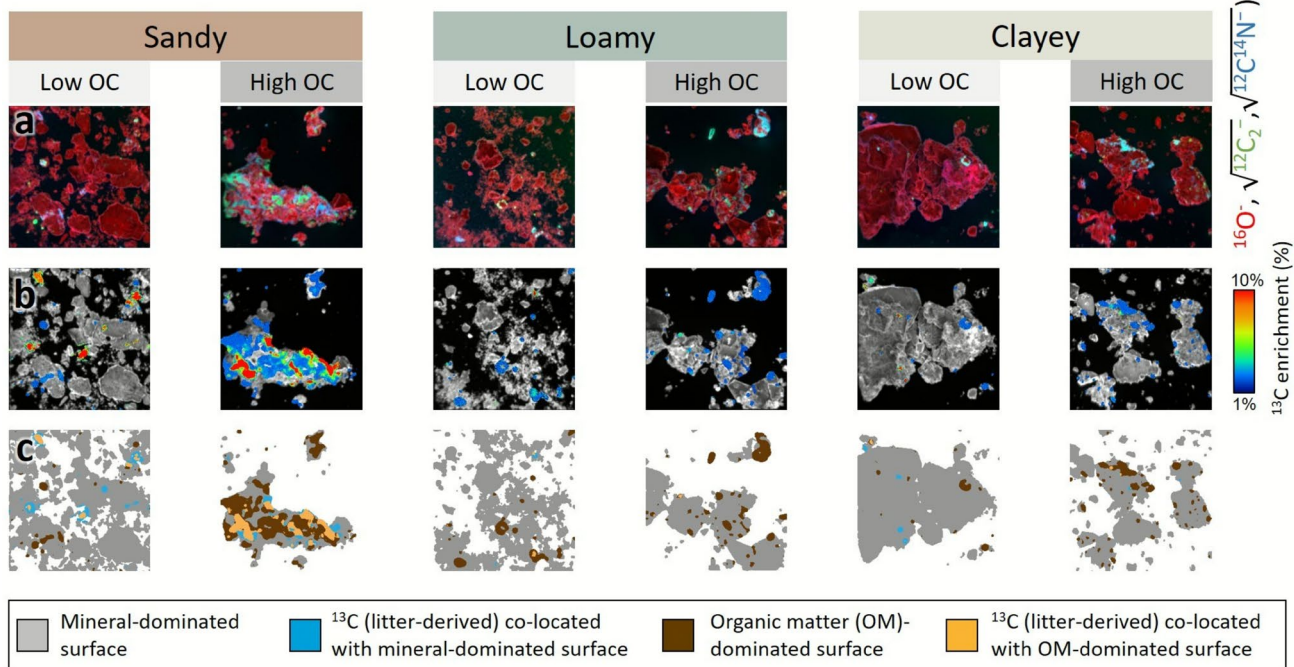 Sandy
Loamy
Clayey
Low OC
High OC
Low OC
High OC
Low OC
High OC
a
b
c
¹⁶O⁻, √¹²C₂⁻, √¹²C¹⁴N⁻
10%
1%
¹³C enrichment (%)
Mineral-dominated
surface
¹³C (litter-derived) co-located
with mineral-dominated surface
Organic matter (OM)-
dominated surface
¹³C (litter-derived) co-located
with OM-dominated surface